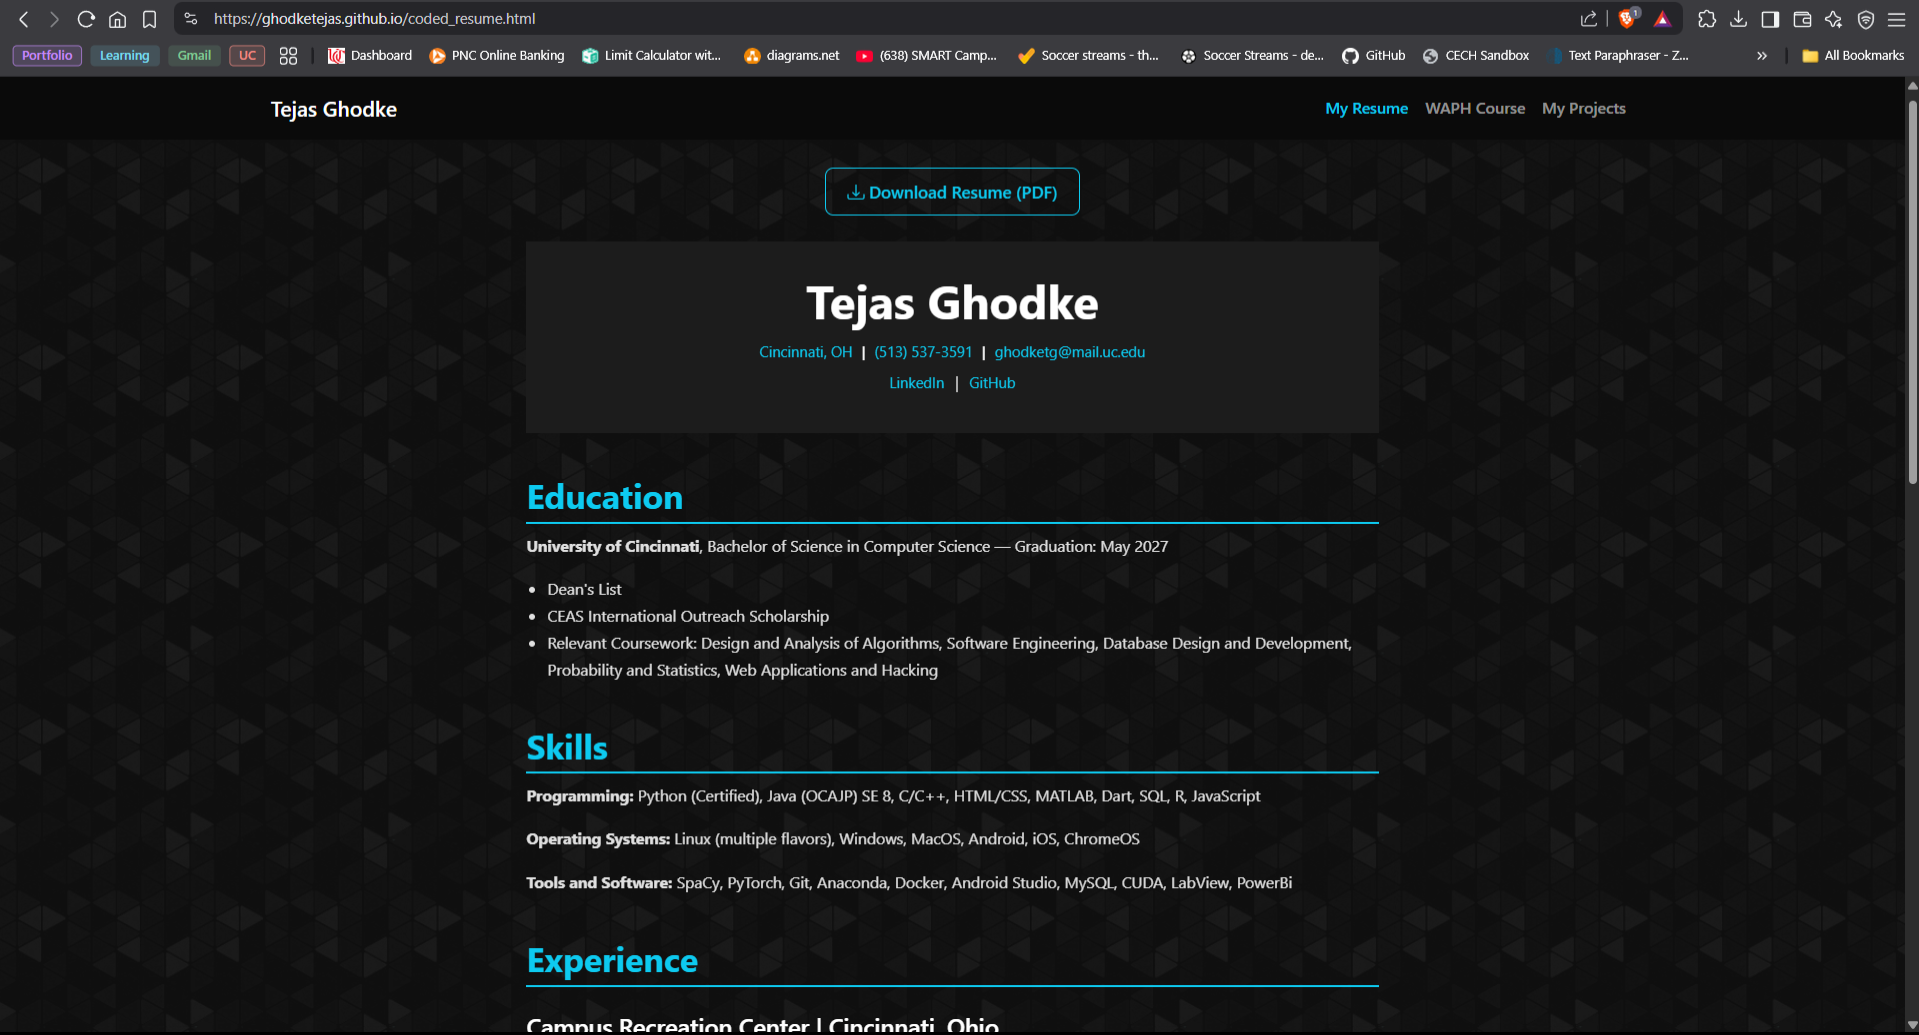 https://ghodketejas.github.io/coded_resume.html
1
Portfolio Learning Gmail UC Dashboard PNC Online Banking Limit Calculator wit... diagrams.net (638) SMART Camp... Soccer streams - th... Soccer Streams - de... GitHub CECH Sandbox Text Paraphraser - Z... » All Bookmarks
Tejas Ghodke My Resume WAPH Course My Projects
Download Resume (PDF)
Tejas Ghodke
Cincinnati, OH | (513) 537-3591 | ghodketg@mail.uc.edu
LinkedIn | GitHub
Education
University of Cincinnati, Bachelor of Science in Computer Science — Graduation: May 2027
• Dean's List
• CEAS International Outreach Scholarship
• Relevant Coursework: Design and Analysis of Algorithms, Software Engineering, Database Design and Development,
Probability and Statistics, Web Applications and Hacking
Skills
Programming: Python (Certified), Java (OCAJP) SE 8, C/C++, HTML/CSS, MATLAB, Dart, SQL, R, JavaScript
Operating Systems: Linux (multiple flavors), Windows, MacOS, Android, iOS, ChromeOS
Tools and Software: SpaCy, PyTorch, Git, Anaconda, Docker, Android Studio, MySQL, CUDA, LabView, PowerBi
Experience
Campus Recreation Center | Cincinnati, Ohio